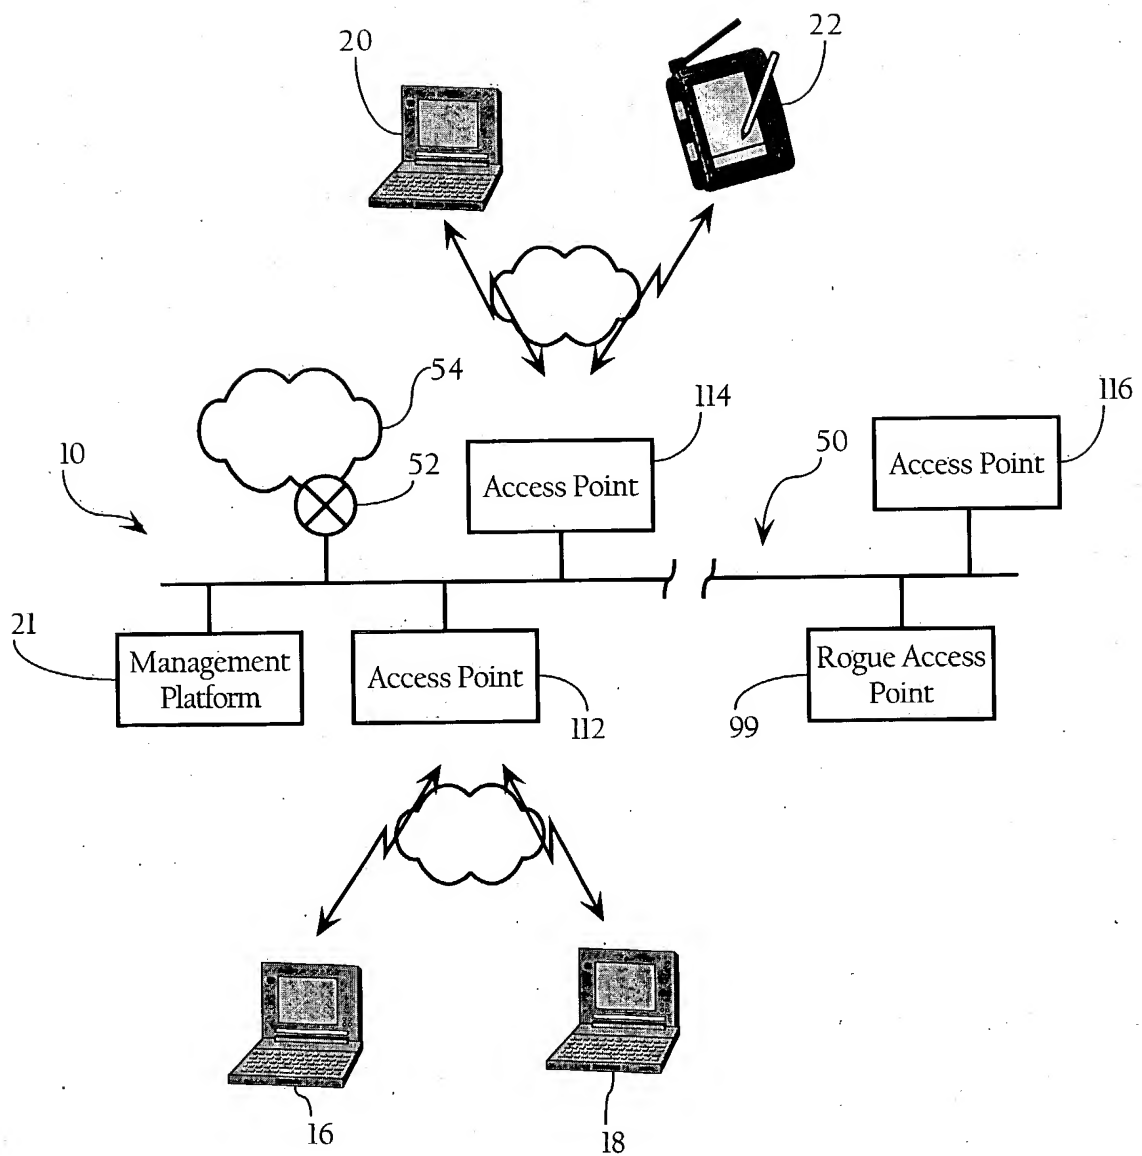 20
22
54
114
116
10
52
50
Access Point
Access Point
21
Management
Platform
Access Point
112
Rogue Access
Point
99
16
18